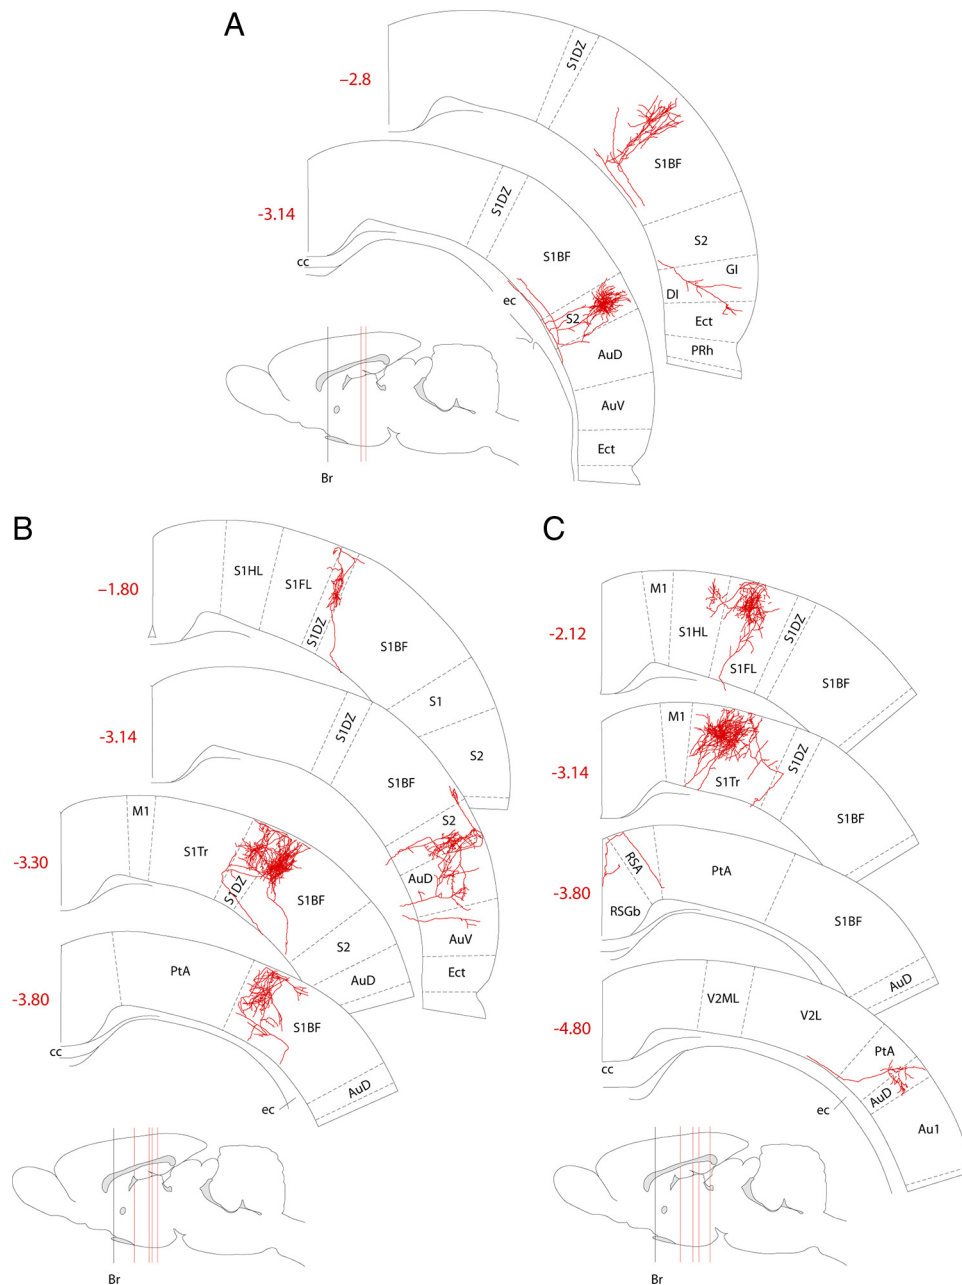 A
−2.8
S1DZ
S1BF
S2
GI
DI
Ect
PRh
-3.14
cc
S1DZ
S1BF
ec
S2
AuD
AuV
Ect
Br
B
−1.80
S1HL
S1FL
S1DZ
S1BF
S1
S2
-3.14
S1DZ
S1BF
S2
AuD
AuV
Ect
-3.30
M1
S1Tr
S1DZ
S1BF
S2
AuD
-3.80
PtA
S1BF
AuD
cc
ec
Br
C
-2.12
M1
S1HL
S1FL
S1DZ
S1BF
-3.14
M1
S1Tr
S1DZ
S1BF
-3.80
RSA
RSGb
PtA
S1BF
AuD
-4.80
V2ML
V2L
PtA
AuD
Au1
cc
ec
Br